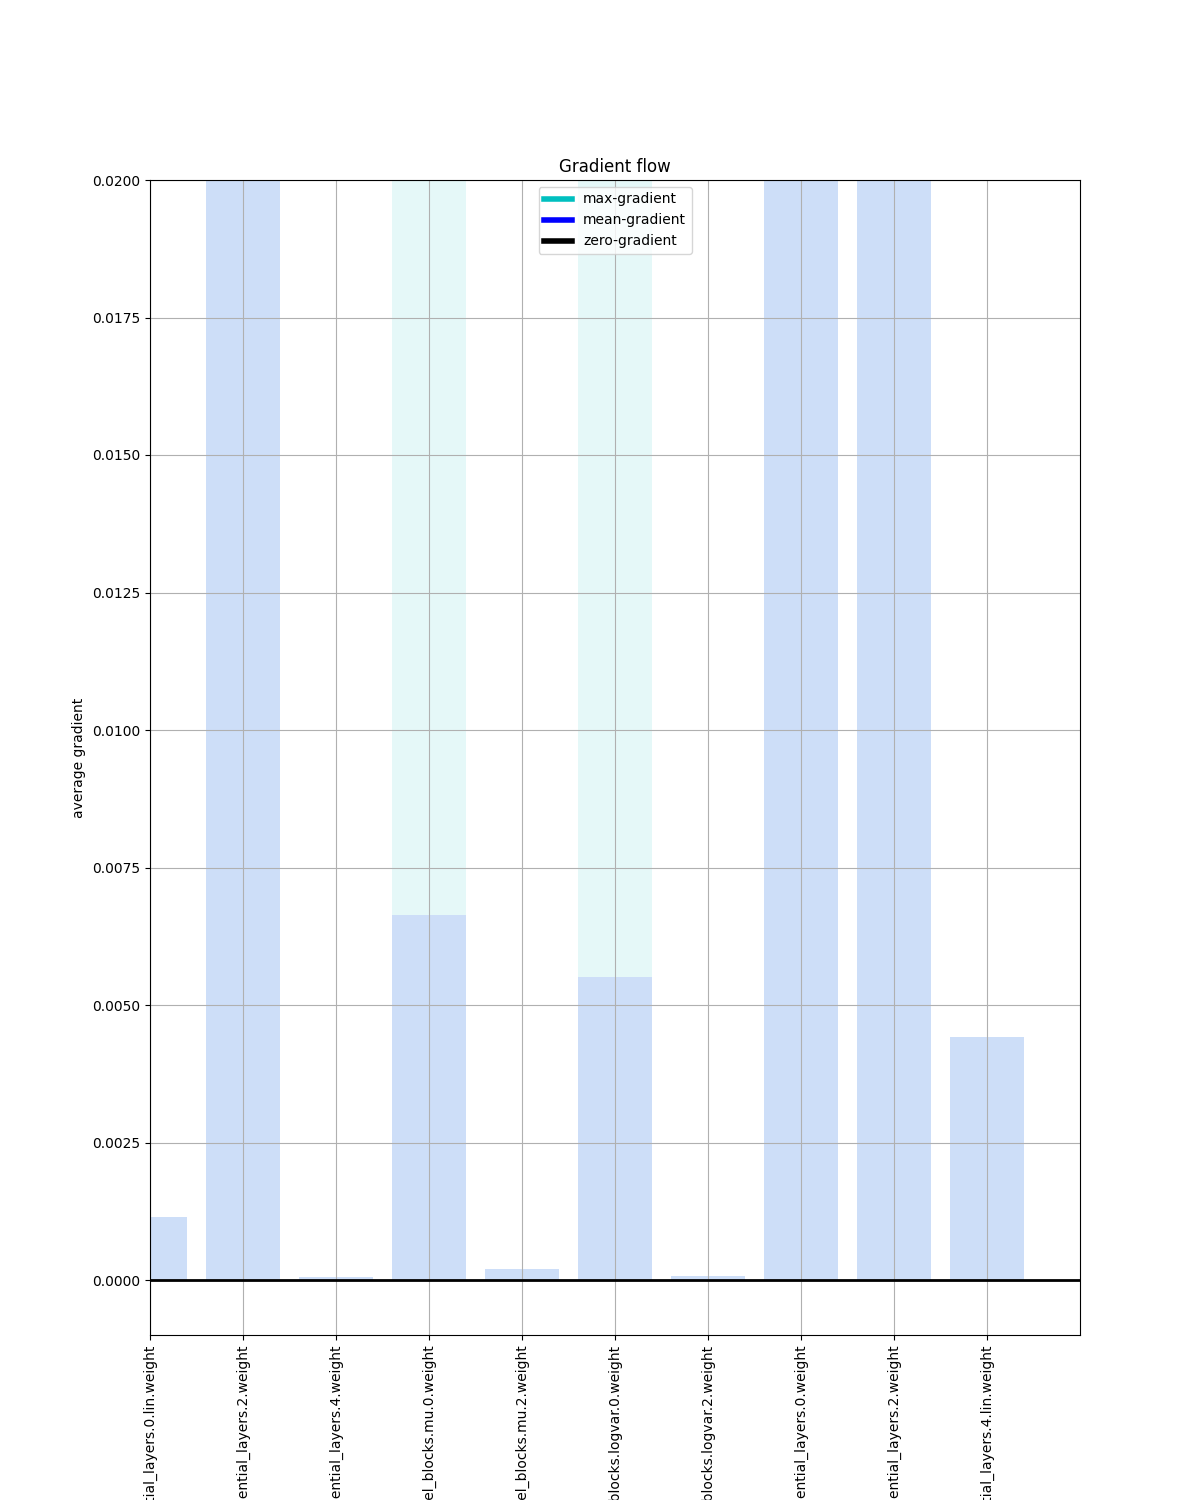 Gradient flow
max-gradient
mean-gradient
zero-gradient
0.0200
0.0175
0.0150
0.0125
0.0100
0.0075
0.0050
0.0025
0.0000
average gradient
tial_layers.0.lin.weight
ential_layers.2.weight
ential_layers.4.weight
el_blocks.mu.0.weight
el_blocks.mu.2.weight
blocks.logvar.0.weight
blocks.logvar.2.weight
ential_layers.0.weight
ential_layers.2.weight
tial_layers.4.lin.weight